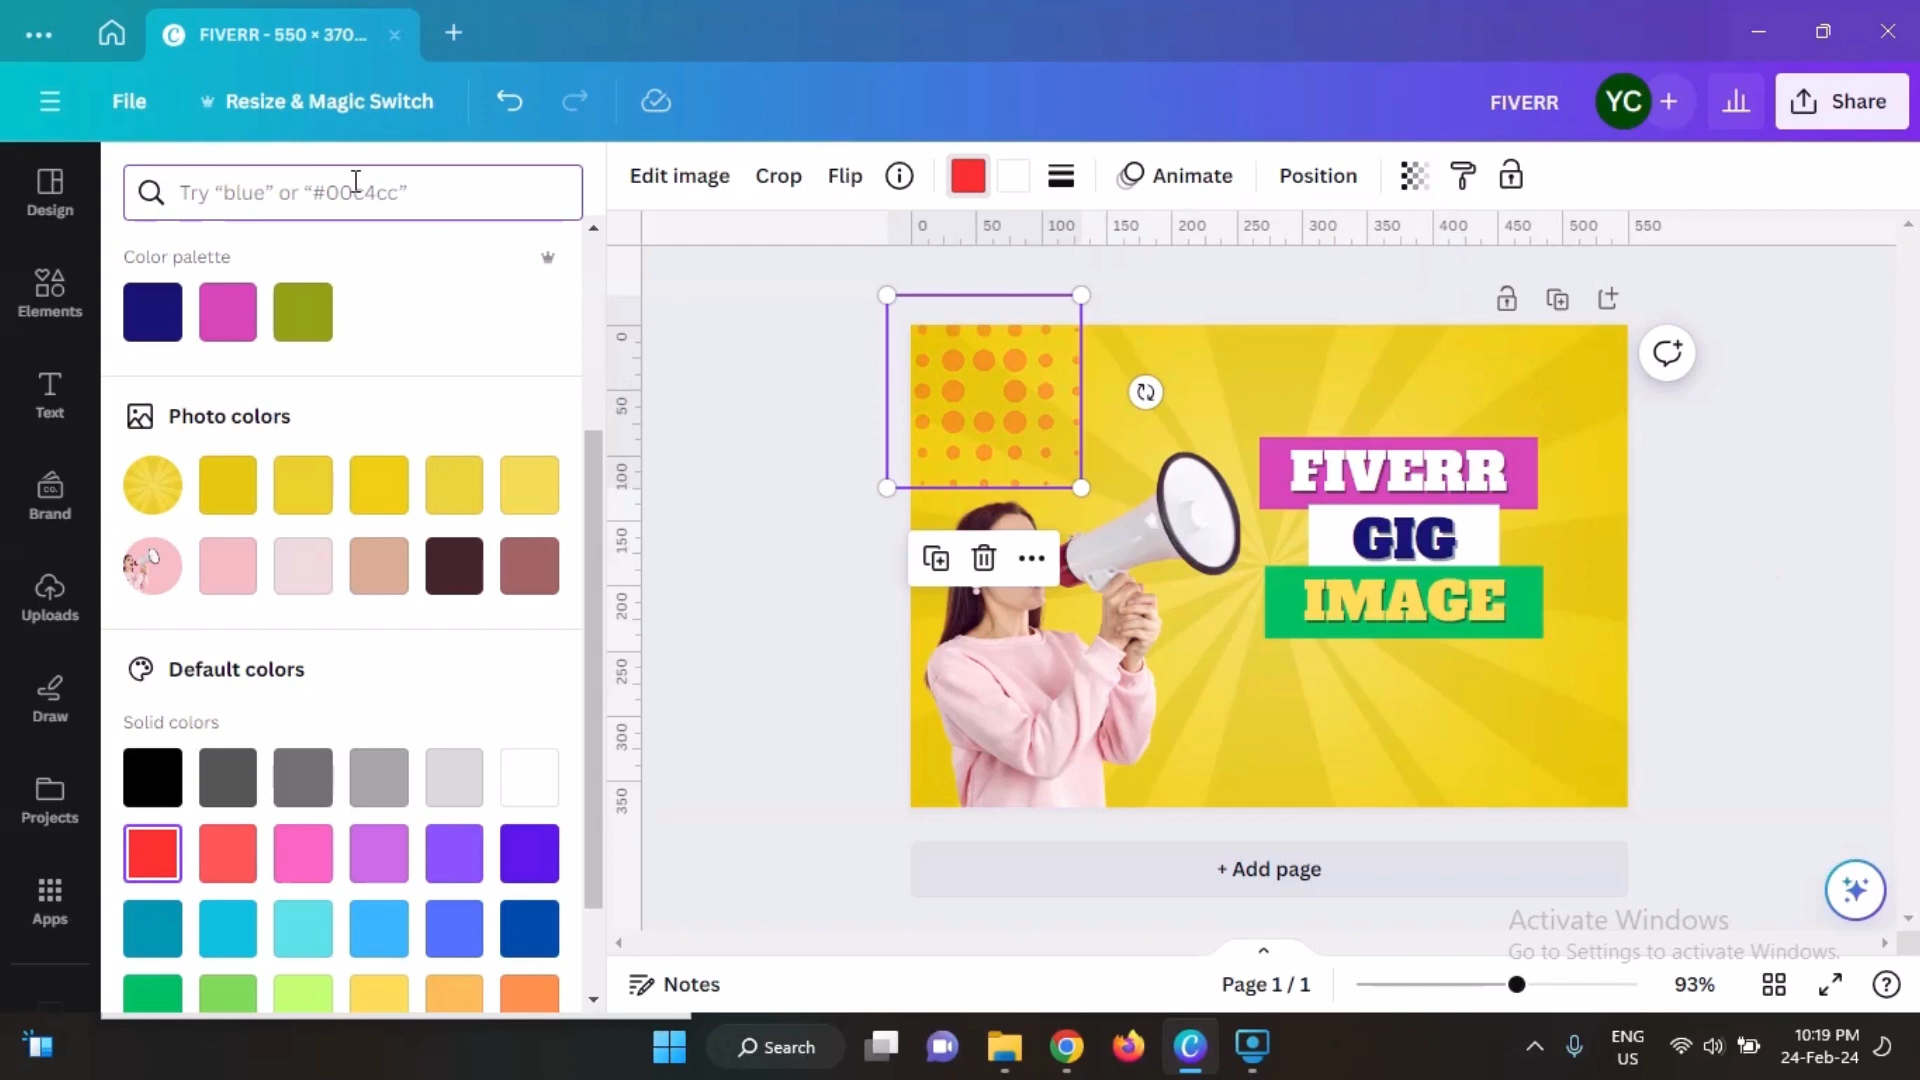 FIVERR - 550 × 370...
File
Resize & Magic Switch
FIVERR
YC
Share
Design
Elements
Text
CO.
Brand
Uploads
Draw
Projects
Apps
Try “blue” or “#00c4cc”
Color palette
Photo colors
Default colors
Solid colors
Edit image
Crop
Flip
Animate
Position
0 50 100 150 200 250 300 350 400 450 500 550
0
50
100
150
200
250
300
350
FIVERR
GIG
IMAGE
+ Add page
Activate Windows
Go to Settings to activate Windows.
Notes
Page 1 / 1
93%
Search
ENG
US
10:19 PM
24-Feb-24